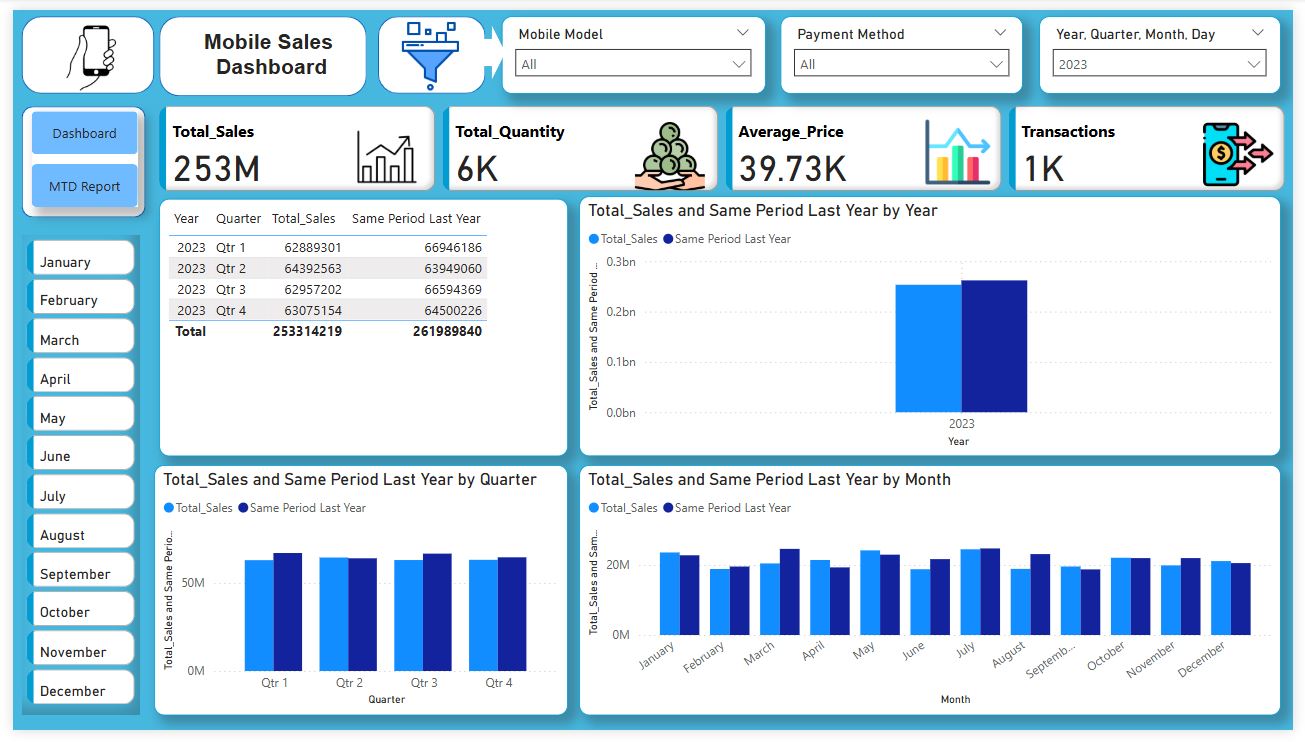 Mobile Sales
Dashboard
Mobile Model
All
Payment Method
All
Year, Quarter, Month, Day
2023
Dashboard
MTD Report
Total_Sales
253M
Total_Quantity
6K
Average_Price
39.73K
Transactions
1K
January
February
March
April
May
June
July
August
September
October
November
December
Year Quarter Total_Sales Same Period Last Year
2023 Qtr 1 62889301 66946186
2023 Qtr 2 64392563 63949060
2023 Qtr 3 62957202 66594369
2023 Qtr 4 63075154 64500226
Total 253314219 261989840
Total_Sales and Same Period Last Year by Year
Total_Sales Same Period Last Year
Total_Sales and Same Period ...
0.3bn
0.2bn
0.1bn
0.0bn
2023
Year
Total_Sales and Same Period Last Year by Quarter
Total_Sales Same Period Last Year
Total_Sales and Same Perio...
50M
0M
Qtr 1 Qtr 2 Qtr 3 Qtr 4
Quarter
Total_Sales and Same Period Last Year by Month
Total_Sales Same Period Last Year
Total_Sales and Sam...
20M
0M
January February March April May June July August Septemb... October November December
Month